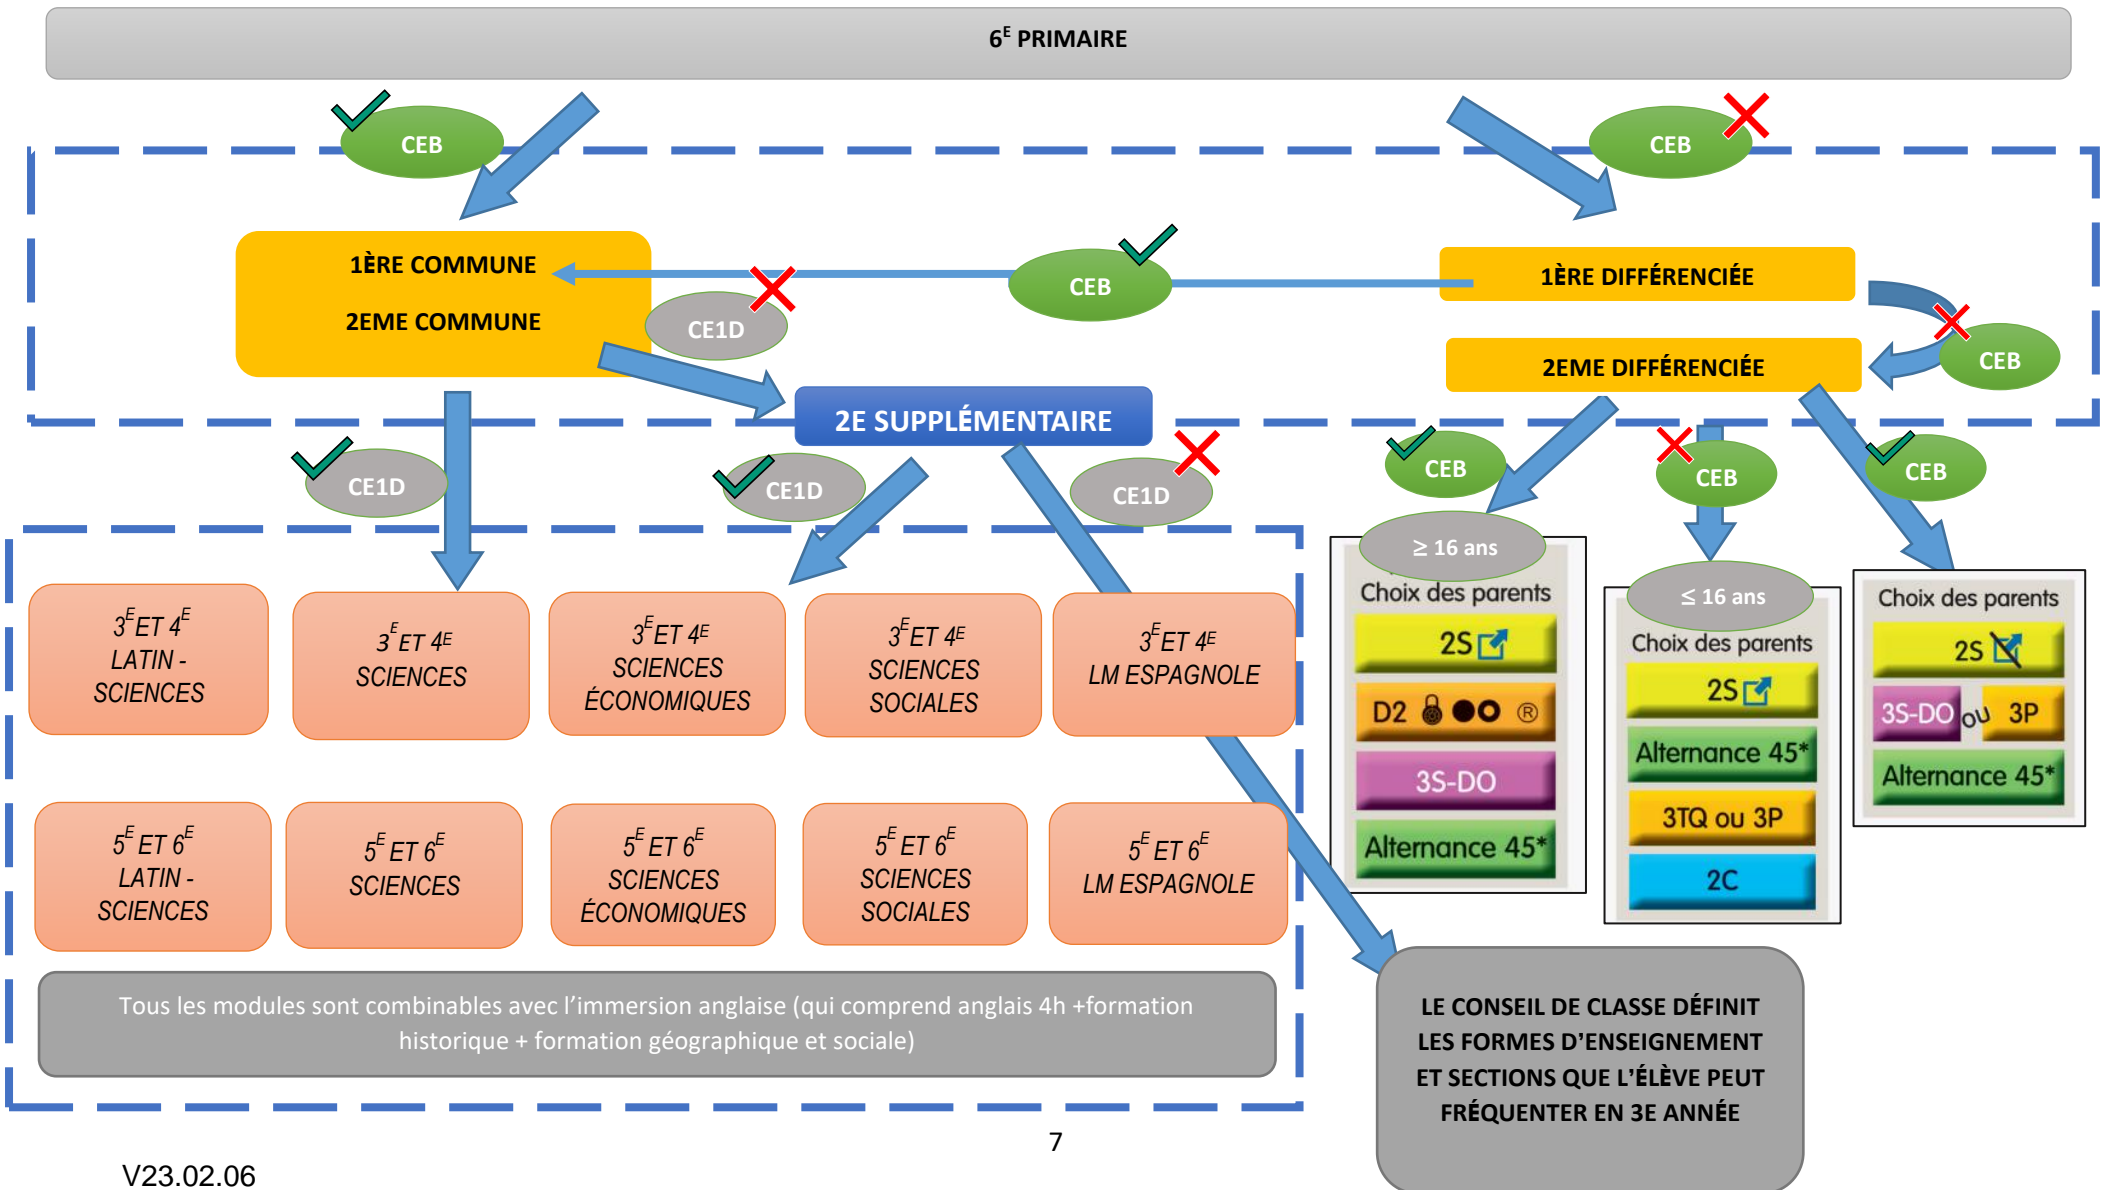 6E PRIMAIRE
CEB
CEB
1ÈRE COMMUNE
2EME COMMUNE
CE1D
CEB
1ÈRE DIFFÉRENCIÉE
2EME DIFFÉRENCIÉE
CEB
2E SUPPLÉMENTAIRE
CE1D
CE1D
CE1D
CEB
CEB
CEB
≥ 16 ans
Choix des parents
2S
D2 ®
3S-DO
Alternance 45*
≤ 16 ans
Choix des parents
2S
Alternance 45*
3TQ ou 3P
2C
Choix des parents
2S
3S-DO ou 3P
Alternance 45*
3E ET 4E
LATIN -
SCIENCES
3E ET 4E
SCIENCES
3E ET 4E
SCIENCES
ÉCONOMIQUES
3E ET 4E
SCIENCES
SOCIALES
3E ET 4E
LM ESPAGNOLE
5E ET 6E
LATIN -
SCIENCES
5E ET 6E
SCIENCES
5E ET 6E
SCIENCES
ÉCONOMIQUES
5E ET 6E
SCIENCES
SOCIALES
5E ET 6E
LM ESPAGNOLE
Tous les modules sont combinables avec l’immersion anglaise (qui comprend anglais 4h +formation
historique + formation géographique et sociale)
LE CONSEIL DE CLASSE DÉFINIT
LES FORMES D’ENSEIGNEMENT
ET SECTIONS QUE L’ÉLÈVE PEUT
FRÉQUENTER EN 3E ANNÉE
7
V23.02.06